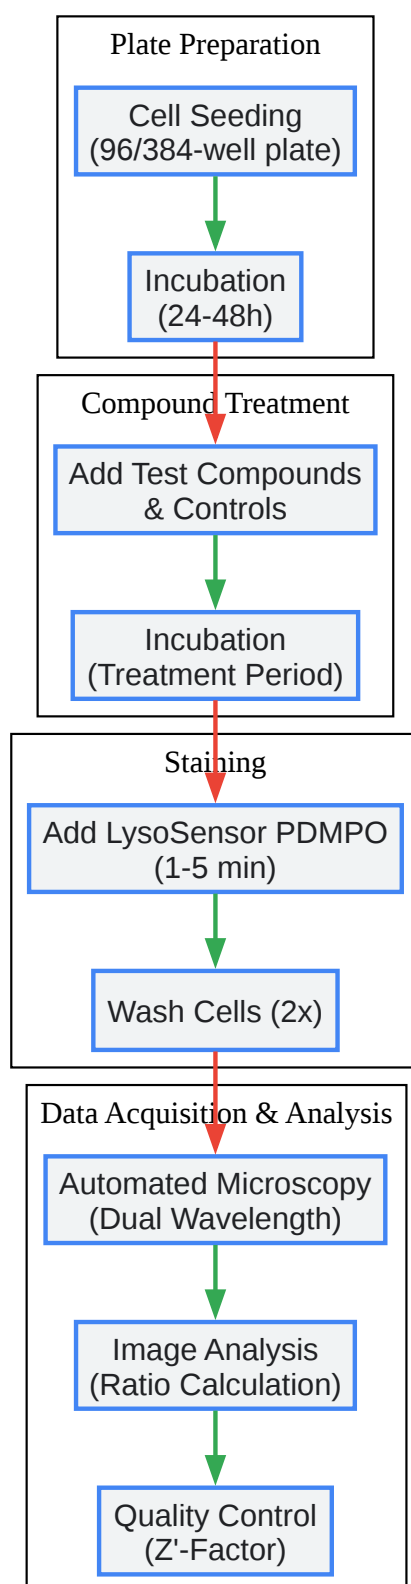 Plate Preparation
Cell Seeding
(96/384-well plate)
Incubation
(24-48h)
Compound Treatment
Add Test Compounds
& Controls
Incubation
(Treatment Period)
Staining
Add LysoSensor PDMPO
(1-5 min)
Wash Cells (2x)
Data Acquisition & Analysis
Automated Microscopy
(Dual Wavelength)
Image Analysis
(Ratio Calculation)
Quality Control
(Z'-Factor)